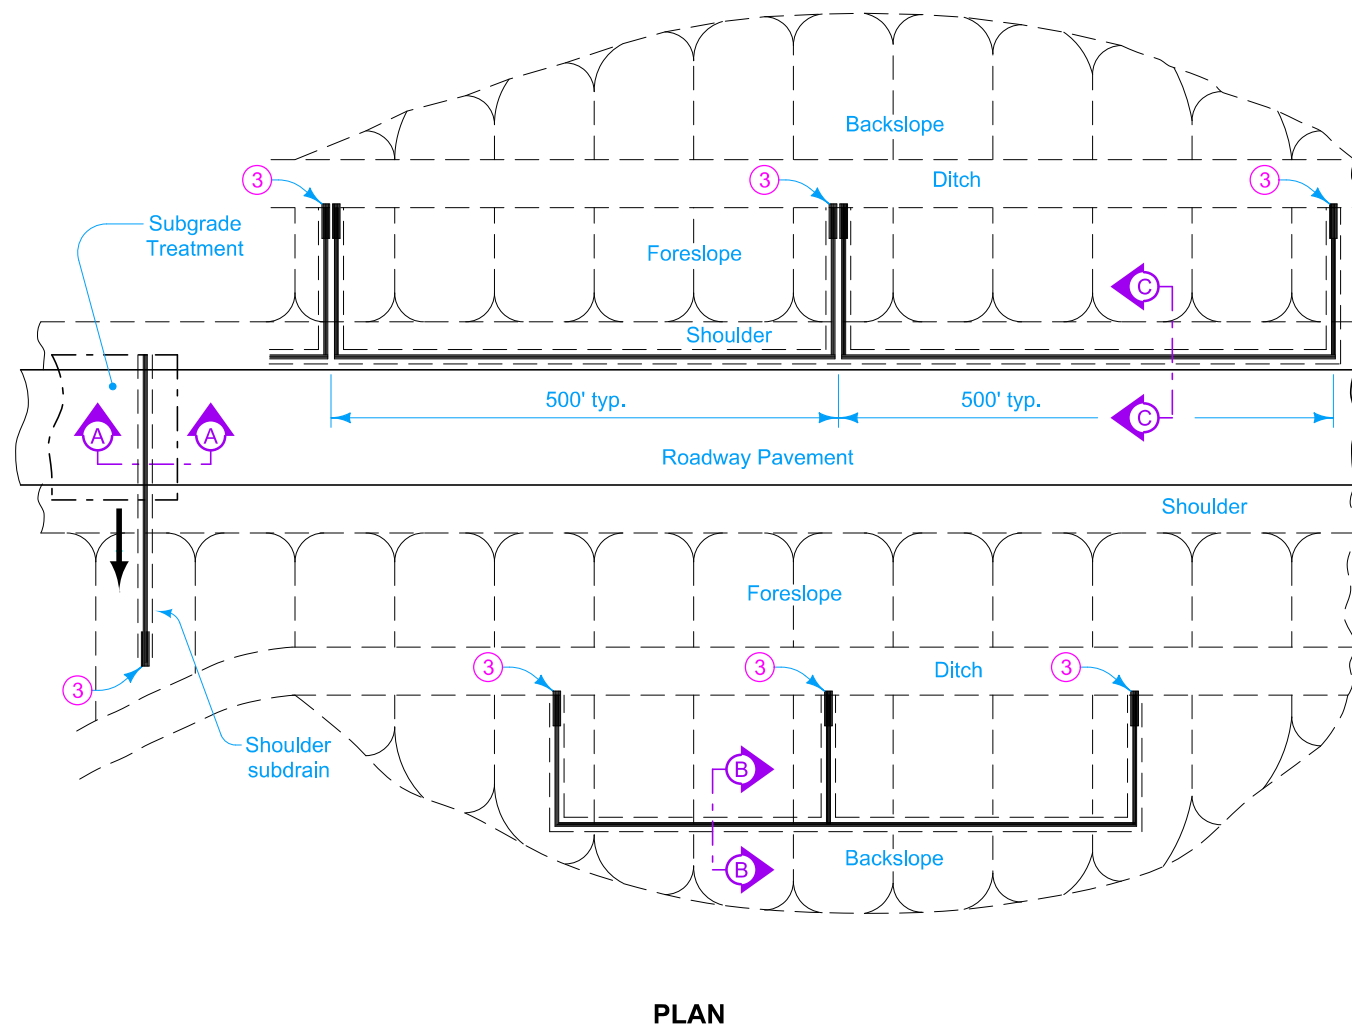 Backslope
3
3
Ditch
3
Subgrade
Treatment
Foreslope
C
Shoulder
500' typ.
500' typ.
C
A
A
Roadway Pavement
Shoulder
Foreslope
3
3
3
Ditch
3
Shoulder
subdrain
B
Backslope
B
PLAN